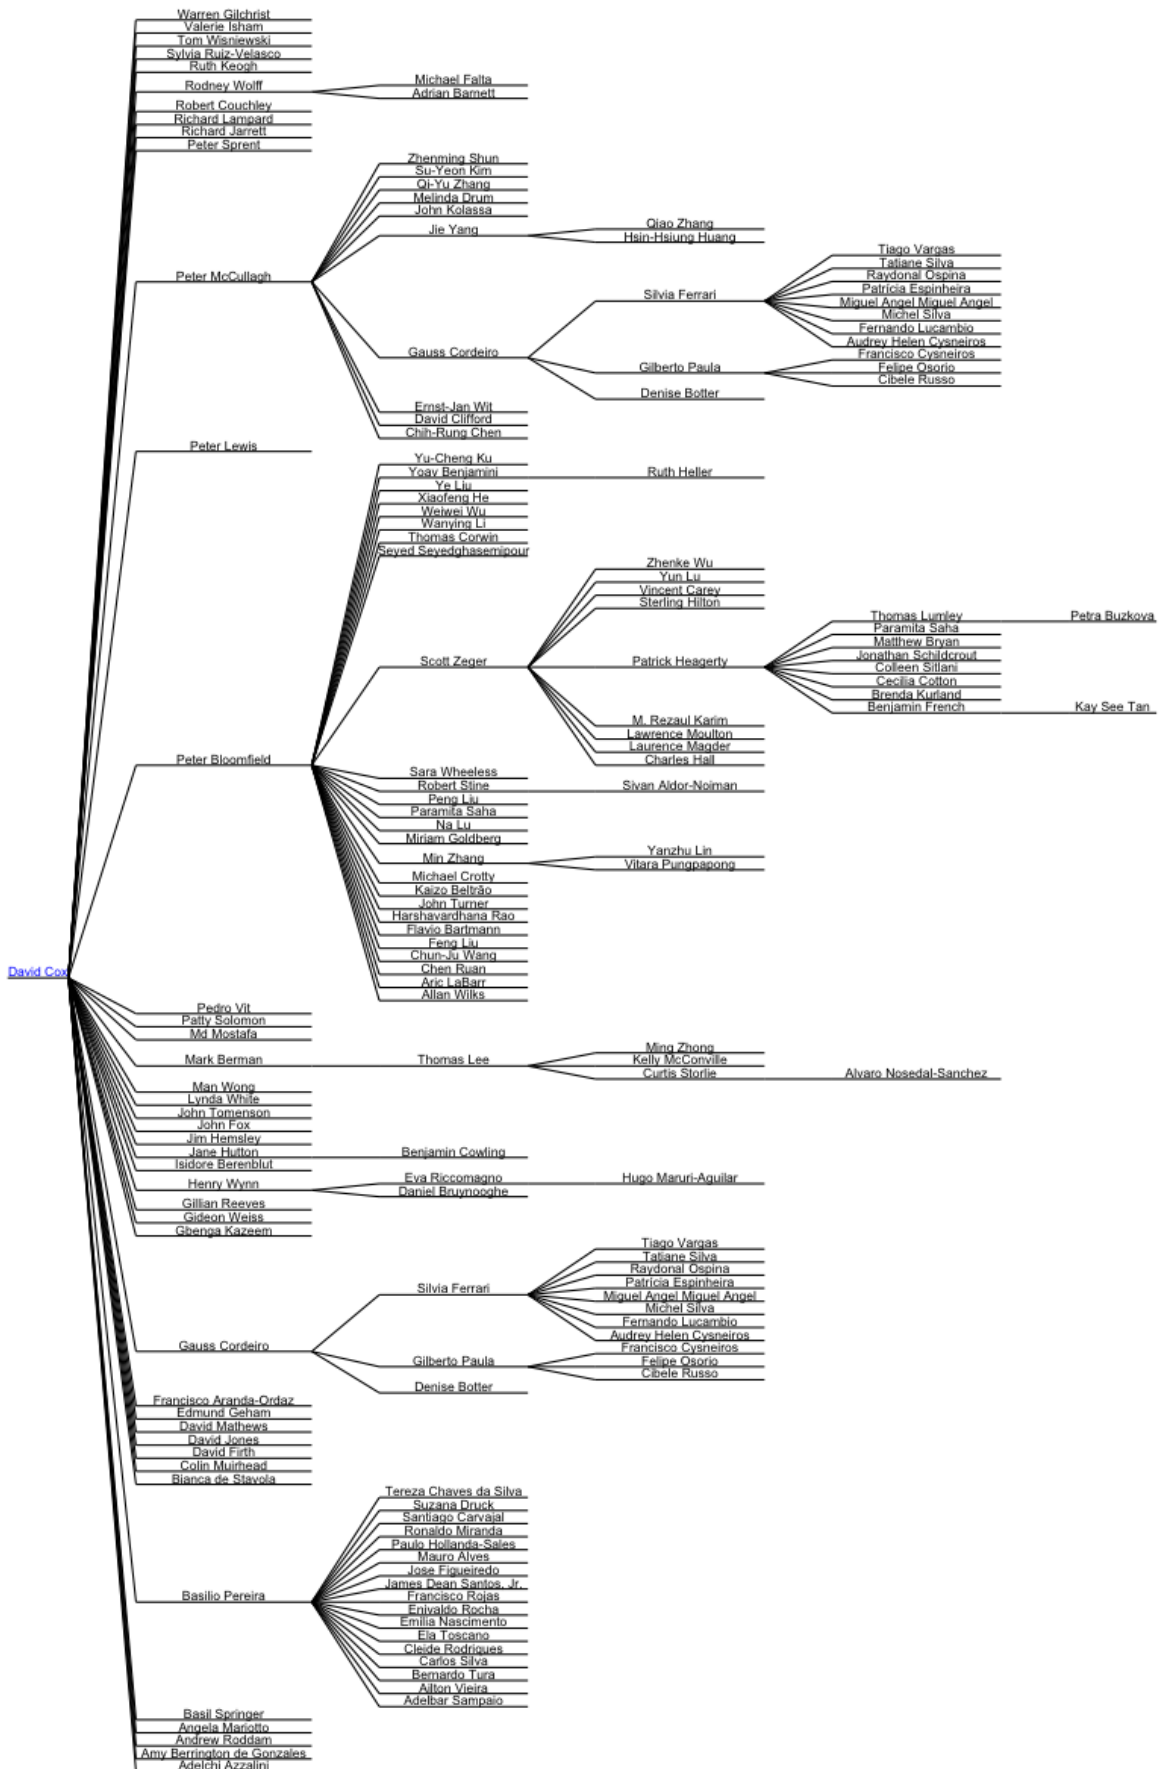 Warren Gilchrist
Valerie Isham
Tom Wisniewski
Sylvia Ruiz-Velasco
Ruth Keogh
Rodney Wolff
Michael Falta
Adrian Barnett
Robert Couchley
Richard Lampard
Richard Jarrett
Peter Sprent
Peter McCullagh
Zhenming Shun
Su-Yeon Kim
Qi-Yu Zhang
Melinda Drum
John Kolassa
Jie Yang
Qiao Zhang
Hsin-Hsiung Huang
Gauss Cordeiro
Silvia Ferrari
Tiago Vargas
Tatiane Silva
Raydonal Ospina
Patrícia Espinheira
Miguel Angel Miguel Angel
Michel Silva
Fernando Lucambio
Audrey Helen Cysneiros
Gilberto Paula
Francisco Cysneiros
Felipe Osorio
Cibele Russo
Denise Botter
Ernst-Jan Wit
David Clifford
Chih-Rung Chen
Peter Lewis
Peter Bloomfield
Yu-Cheng Ku
Yoav Benjamini
Ruth Heller
Ye Liu
Xiaofeng He
Weiwei Wu
Wanying Li
Thomas Corwin
Seyed Seyedghasemipour
Scott Zeger
Zhenke Wu
Yun Lu
Vincent Carey
Sterling Hilton
Patrick Heagerty
Thomas Lumley
Petra Buzkova
Paramita Saha
Matthew Bryan
Jonathan Schildcrout
Colleen Sitlani
Cecilia Cotton
Brenda Kurland
Benjamin French
Kay See Tan
M. Rezaul Karim
Lawrence Moulton
Laurence Magder
Charles Hall
Sara Wheeless
Robert Stine
Sivan Aldor-Noiman
Peng Liu
Paramita Saha
Na Lu
Miriam Goldberg
Min Zhang
Yanzhu Lin
Vitara Pungpapong
Michael Crotty
Kaizo Beltrão
John Turner
Harshavardhana Rao
Flavio Bartmann
Feng Liu
Chun-Ju Wang
Chen Ruan
Aric LaBarr
Allan Wilks
David Cox
Pedro Vit
Patty Solomon
Md Mostafa
Mark Berman
Thomas Lee
Ming Zhong
Kelly McConville
Curtis Storlie
Alvaro Nosedal-Sanchez
Man Wong
Lynda White
John Tomenson
John Fox
Jim Hemsley
Jane Hutton
Benjamin Cowling
Isidore Berenblut
Henry Wynn
Eva Riccomagno
Hugo Maruri-Aguilar
Daniel Bruynooghe
Gillian Reeves
Gideon Weiss
Gbenga Kazeem
Gauss Cordeiro
Silvia Ferrari
Tiago Vargas
Tatiane Silva
Raydonal Ospina
Patrícia Espinheira
Miguel Angel Miguel Angel
Michel Silva
Fernando Lucambio
Audrey Helen Cysneiros
Gilberto Paula
Francisco Cysneiros
Felipe Osorio
Cibele Russo
Denise Botter
Francisco Aranda-Ordaz
Edmund Geham
David Mathews
David Jones
David Firth
Colin Muirhead
Bianca de Stavola
Basilio Pereira
Tereza Chaves da Silva
Suzana Druck
Santiago Carvajal
Ronaldo Miranda
Paulo Hollanda-Sales
Mauro Alves
Jose Figueiredo
James Dean Santos, Jr.
Francisco Rojas
Enivaldo Rocha
Emilia Nascimento
Ela Toscano
Cleide Rodrigues
Carlos Silva
Bernardo Tura
Ailton Vieira
Adelbar Sampaio
Basil Springer
Angela Mariotto
Andrew Roddam
Amy Berrington de Gonzales
Adelchi Azzalini